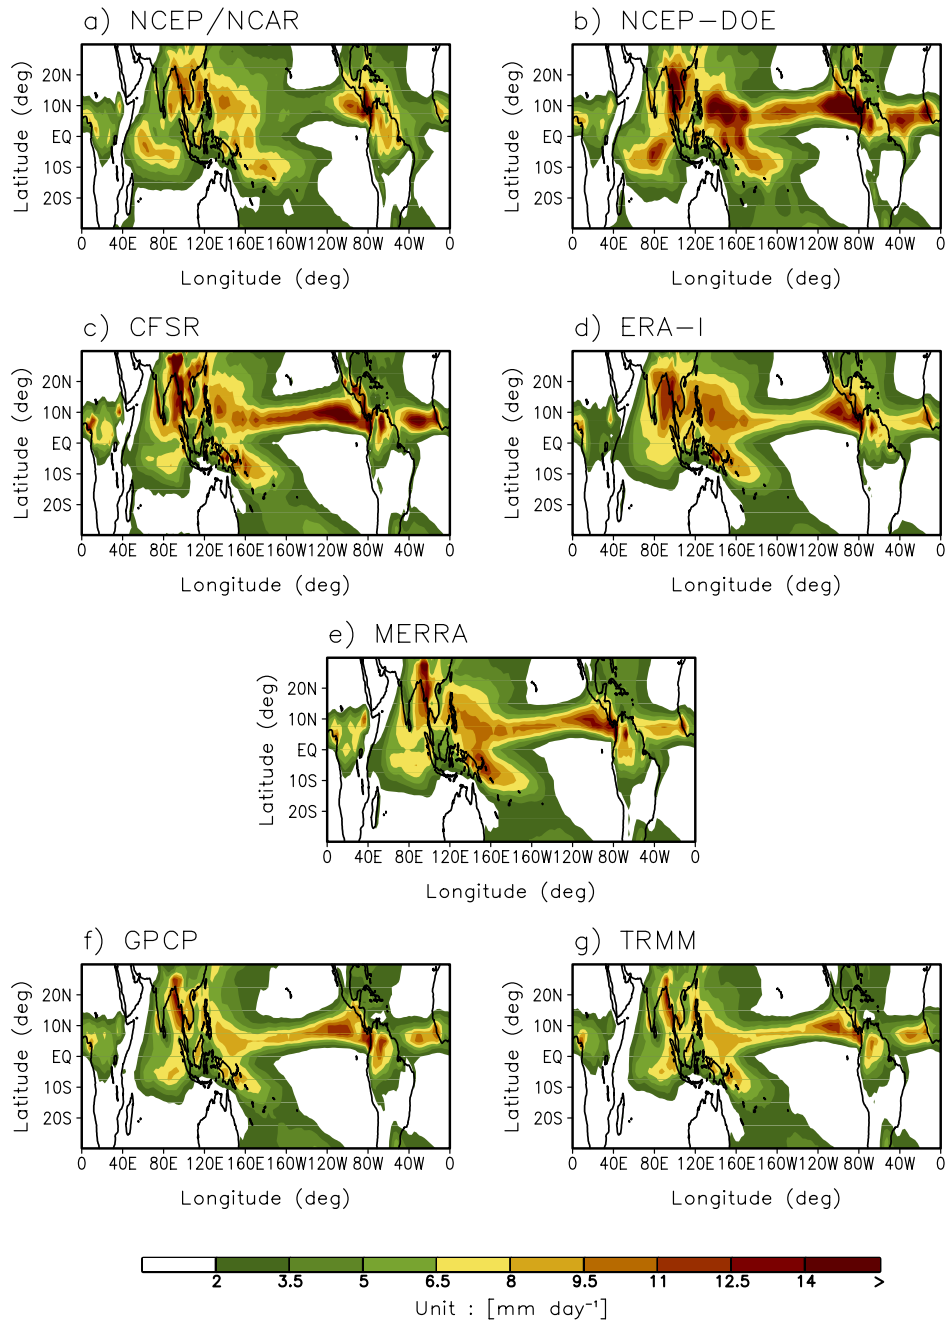 a) NCEP/NCAR
b) NCEP-DOE
Latitude (deg)
20N
10N
EQ
10S
20S
0 40E 80E 120E 160E 160W 120W 80W 40W 0
Longitude (deg)
Latitude (deg)
20N
10N
EQ
10S
20S
0 40E 80E 120E 160E 160W 120W 80W 40W 0
Longitude (deg)
c) CFSR
d) ERA-I
Latitude (deg)
20N
10N
EQ
10S
20S
0 40E 80E 120E 160E 160W 120W 80W 40W 0
Longitude (deg)
Latitude (deg)
20N
10N
EQ
10S
20S
0 40E 80E 120E 160E 160W 120W 80W 40W 0
Longitude (deg)
e) MERRA
Latitude (deg)
20N
10N
EQ
10S
20S
0 40E 80E 120E 160E 160W 120W 80W 40W 0
Longitude (deg)
f) GPCP
g) TRMM
Latitude (deg)
20N
10N
EQ
10S
20S
0 40E 80E 120E 160E 160W 120W 80W 40W 0
Longitude (deg)
Latitude (deg)
20N
10N
EQ
10S
20S
0 40E 80E 120E 160E 160W 120W 80W 40W 0
Longitude (deg)
2 3.5 5 6.5 8 9.5 11 12.5 14 >
Unit : [mm day⁻¹]